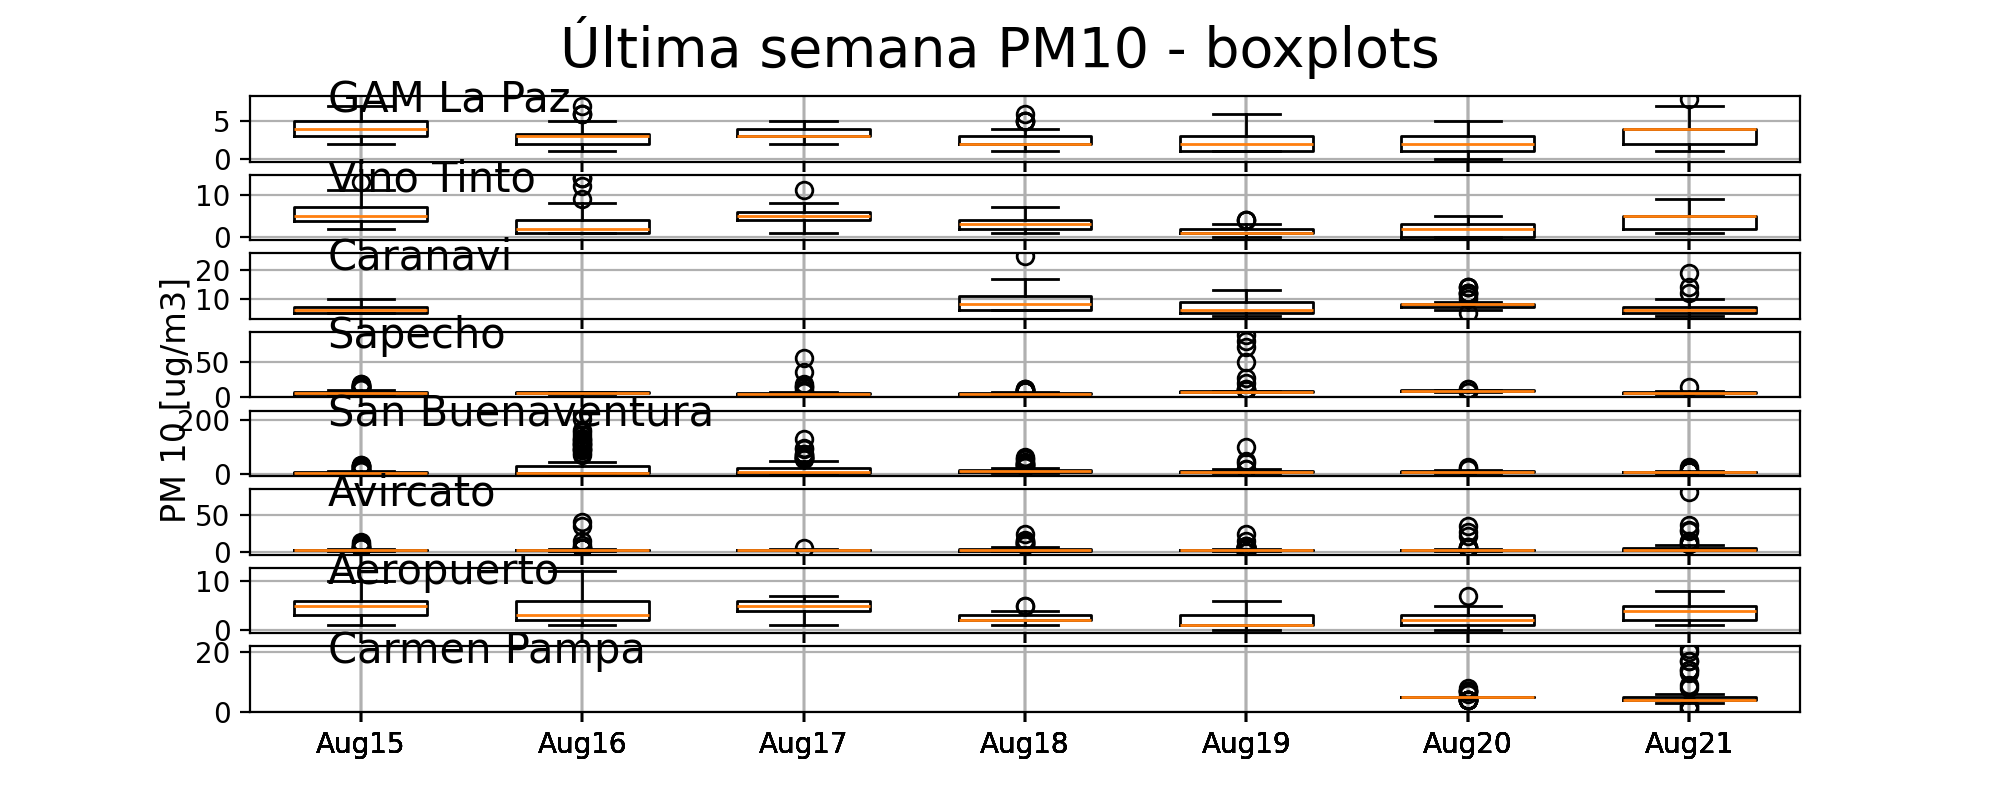 Última semana PM10 - boxplots
GAM La Paz
5
0
Vino Tinto
10
0
Caranavi
20
10
Sapecho
50
0
San Buenaventura
200
0
Avircato
50
0
Aeropuerto
10
0
Carmen Pampa
20
0
PM 10 [ug/m3]
Aug15 Aug16 Aug17 Aug18 Aug19 Aug20 Aug21